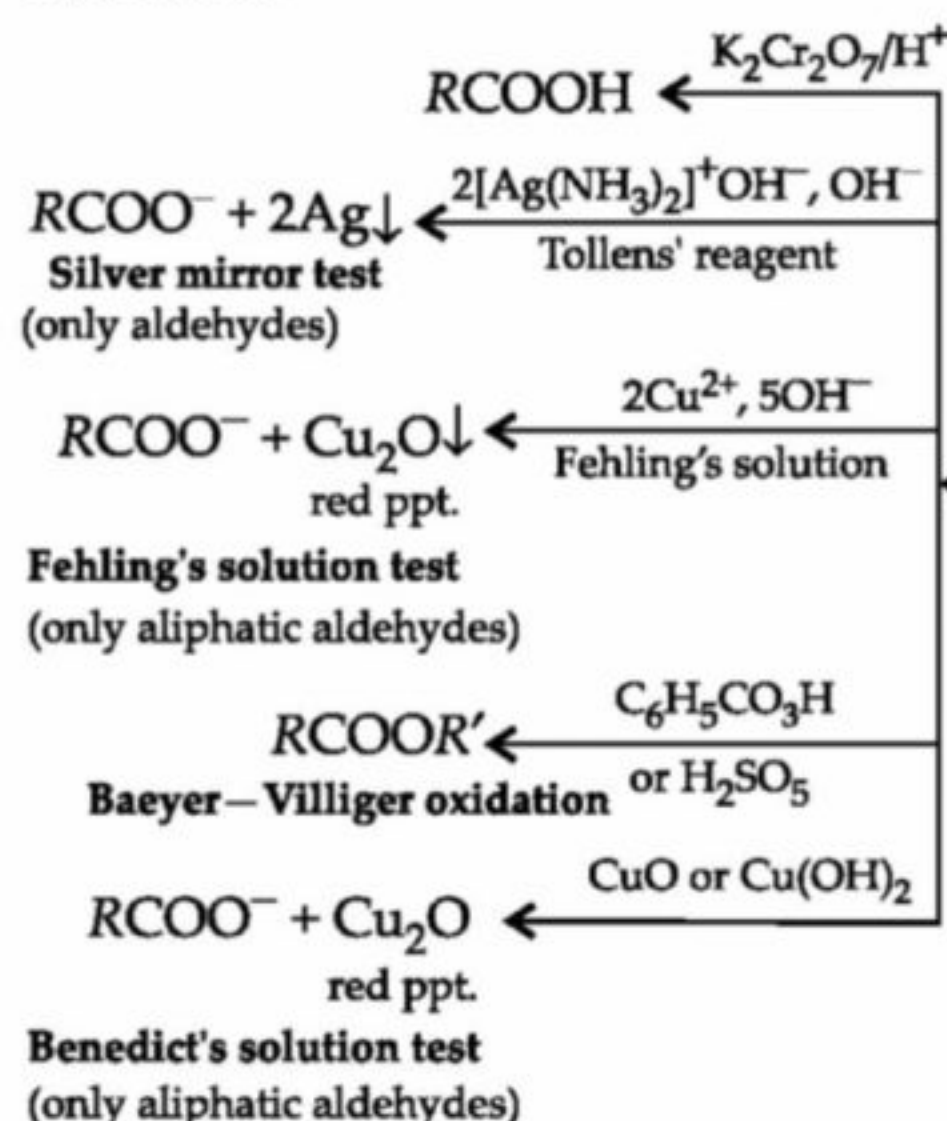 K₂Cr₂O₇/H⁺
RCOOH
2[Ag(NH₃)₂]⁺OH⁻, OH⁻
RCOO⁻ + 2Ag↓
Tollens' reagent
Silver mirror test
(only aldehydes)
2Cu²⁺, 5OH⁻
RCOO⁻ + Cu₂O↓
Fehling's solution
red ppt.
Fehling's solution test
(only aliphatic aldehydes)
C₆H₅CO₃H
RCOOR′
or H₂SO₅
Baeyer–Villiger oxidation
CuO or Cu(OH)₂
RCOO⁻ + Cu₂O
red ppt.
Benedict's solution test
(only aliphatic aldehydes)